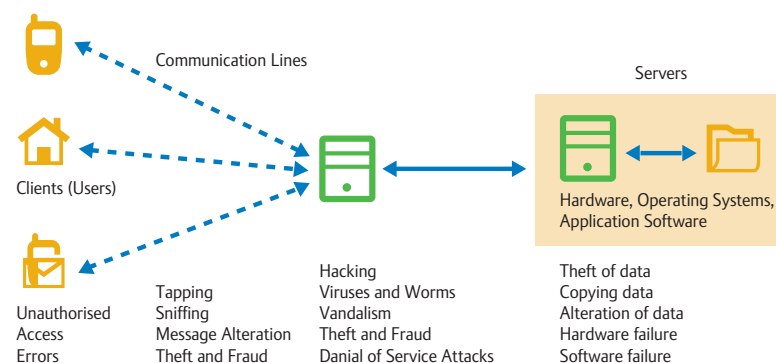 Communication Lines
Servers
Clients (Users)
Hardware, Operating Systems,
Application Software
Unauthorised
Access
Errors
Tapping
Sniffing
Message Alteration
Theft and Fraud
Hacking
Viruses and Worms
Vandalism
Theft and Fraud
Danial of Service Attacks
Theft of data
Copying data
Alteration of data
Hardware failure
Software failure